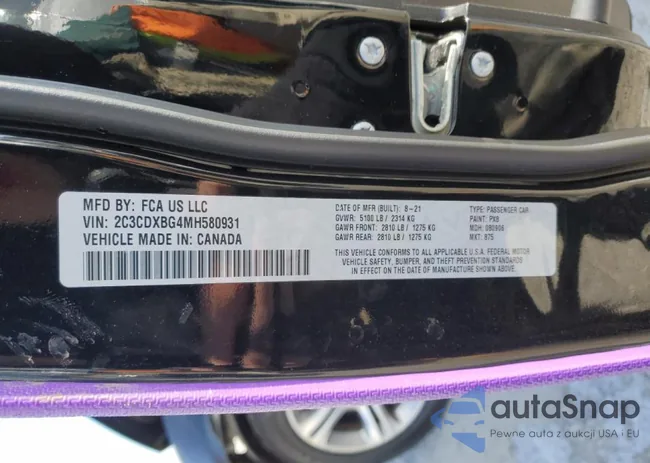 MFD BY: FCA US LLC
VIN: 2C3CDXBG4MH580931
VEHICLE MADE IN: CANADA
DATE OF MFR (BUILT): 8-21
GVWR: 5100 LB / 2314 KG
GAWR FRONT: 2810 LB / 1275 KG
GAWR REAR: 2810 LB / 1275 KG
TYPE: PASSENGER CAR
PAINT: PX8
MDH: 080906
MXT: 875
THIS VEHICLE CONFORMS TO ALL APPLICABLE U.S.A. FEDERAL MOTOR
VEHICLE SAFETY, BUMPER, AND THEFT PREVENTION STANDARDS
IN EFFECT ON THE DATE OF MANUFACTURE SHOWN ABOVE.
autaSnap
Pewne auta z aukcji USA i EU